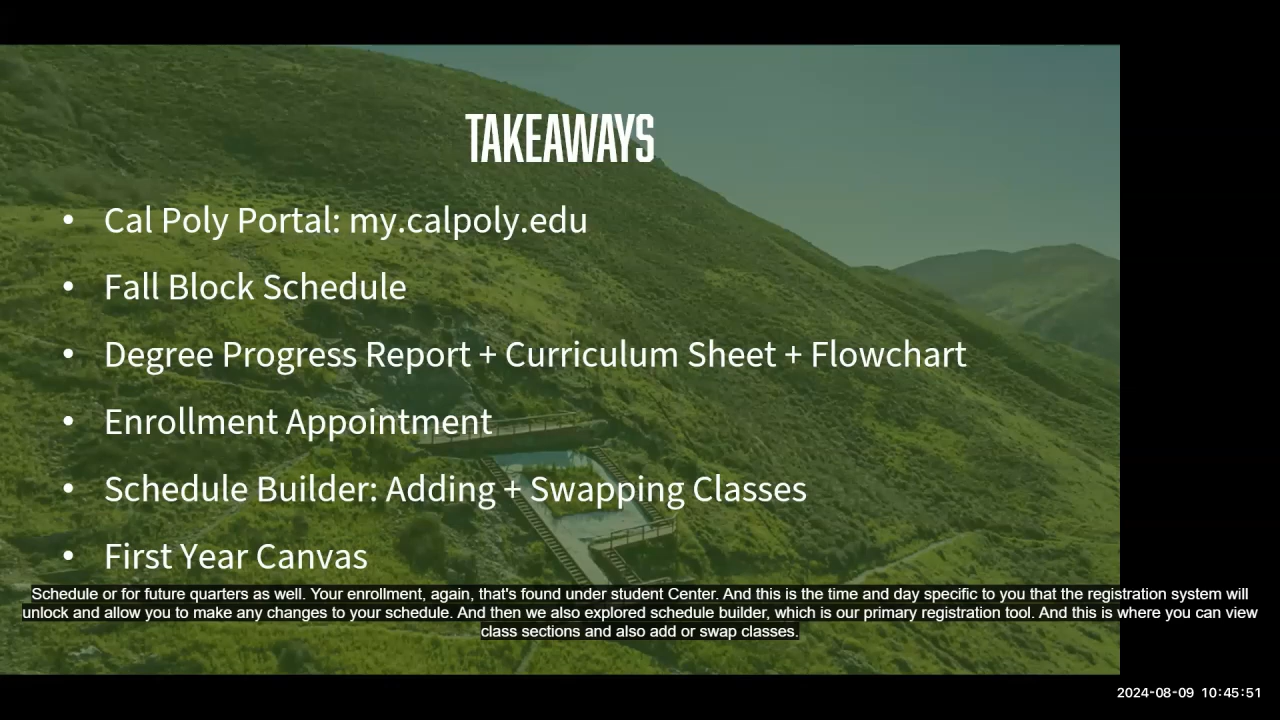 TAKEAWAYS
• Cal Poly Portal: my.calpoly.edu
• Fall Block Schedule
• Degree Progress Report + Curriculum Sheet + Flowchart
• Enrollment Appointment
• Schedule Builder: Adding + Swapping Classes
• First Year Canvas
Schedule or for future quarters as well. Your enrollment, again, that's found under student Center. And this is the time and day specific to you that the registration system will
unlock and allow you to make any changes to your schedule. And then we also explored schedule builder, which is our primary registration tool. And this is where you can view
class sections and also add or swap classes.
2024-08-09 10:45:51